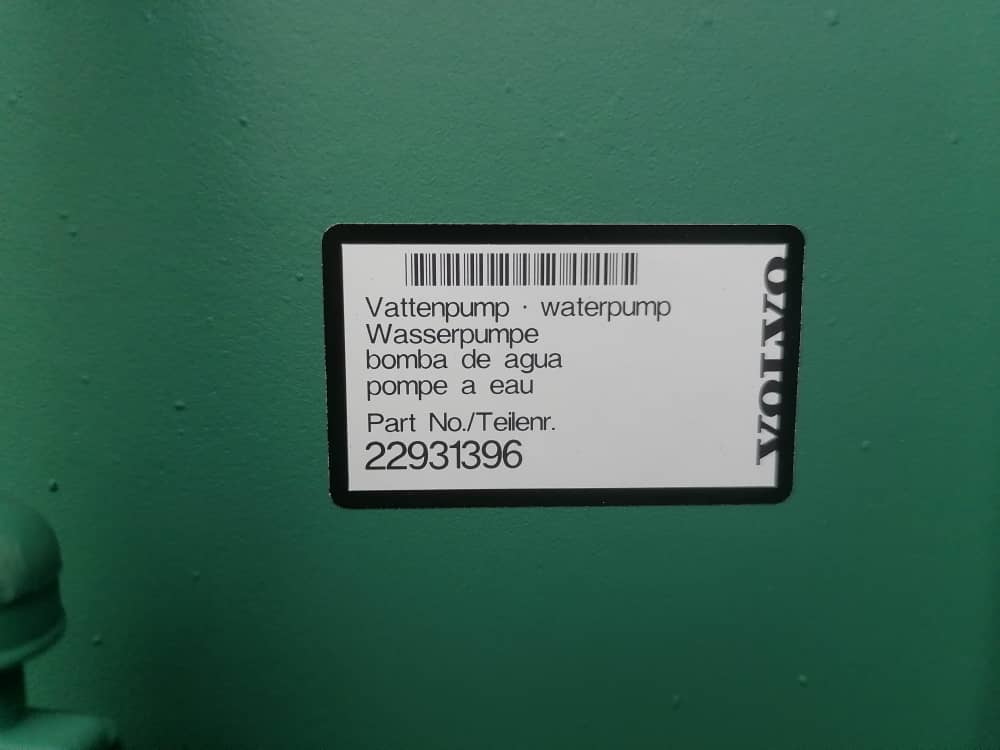 Vattenpump · waterpump
Wasserpumpe
bomba de agua
pompe a eau
Part No./Teilenr.
22931396
VOLVO